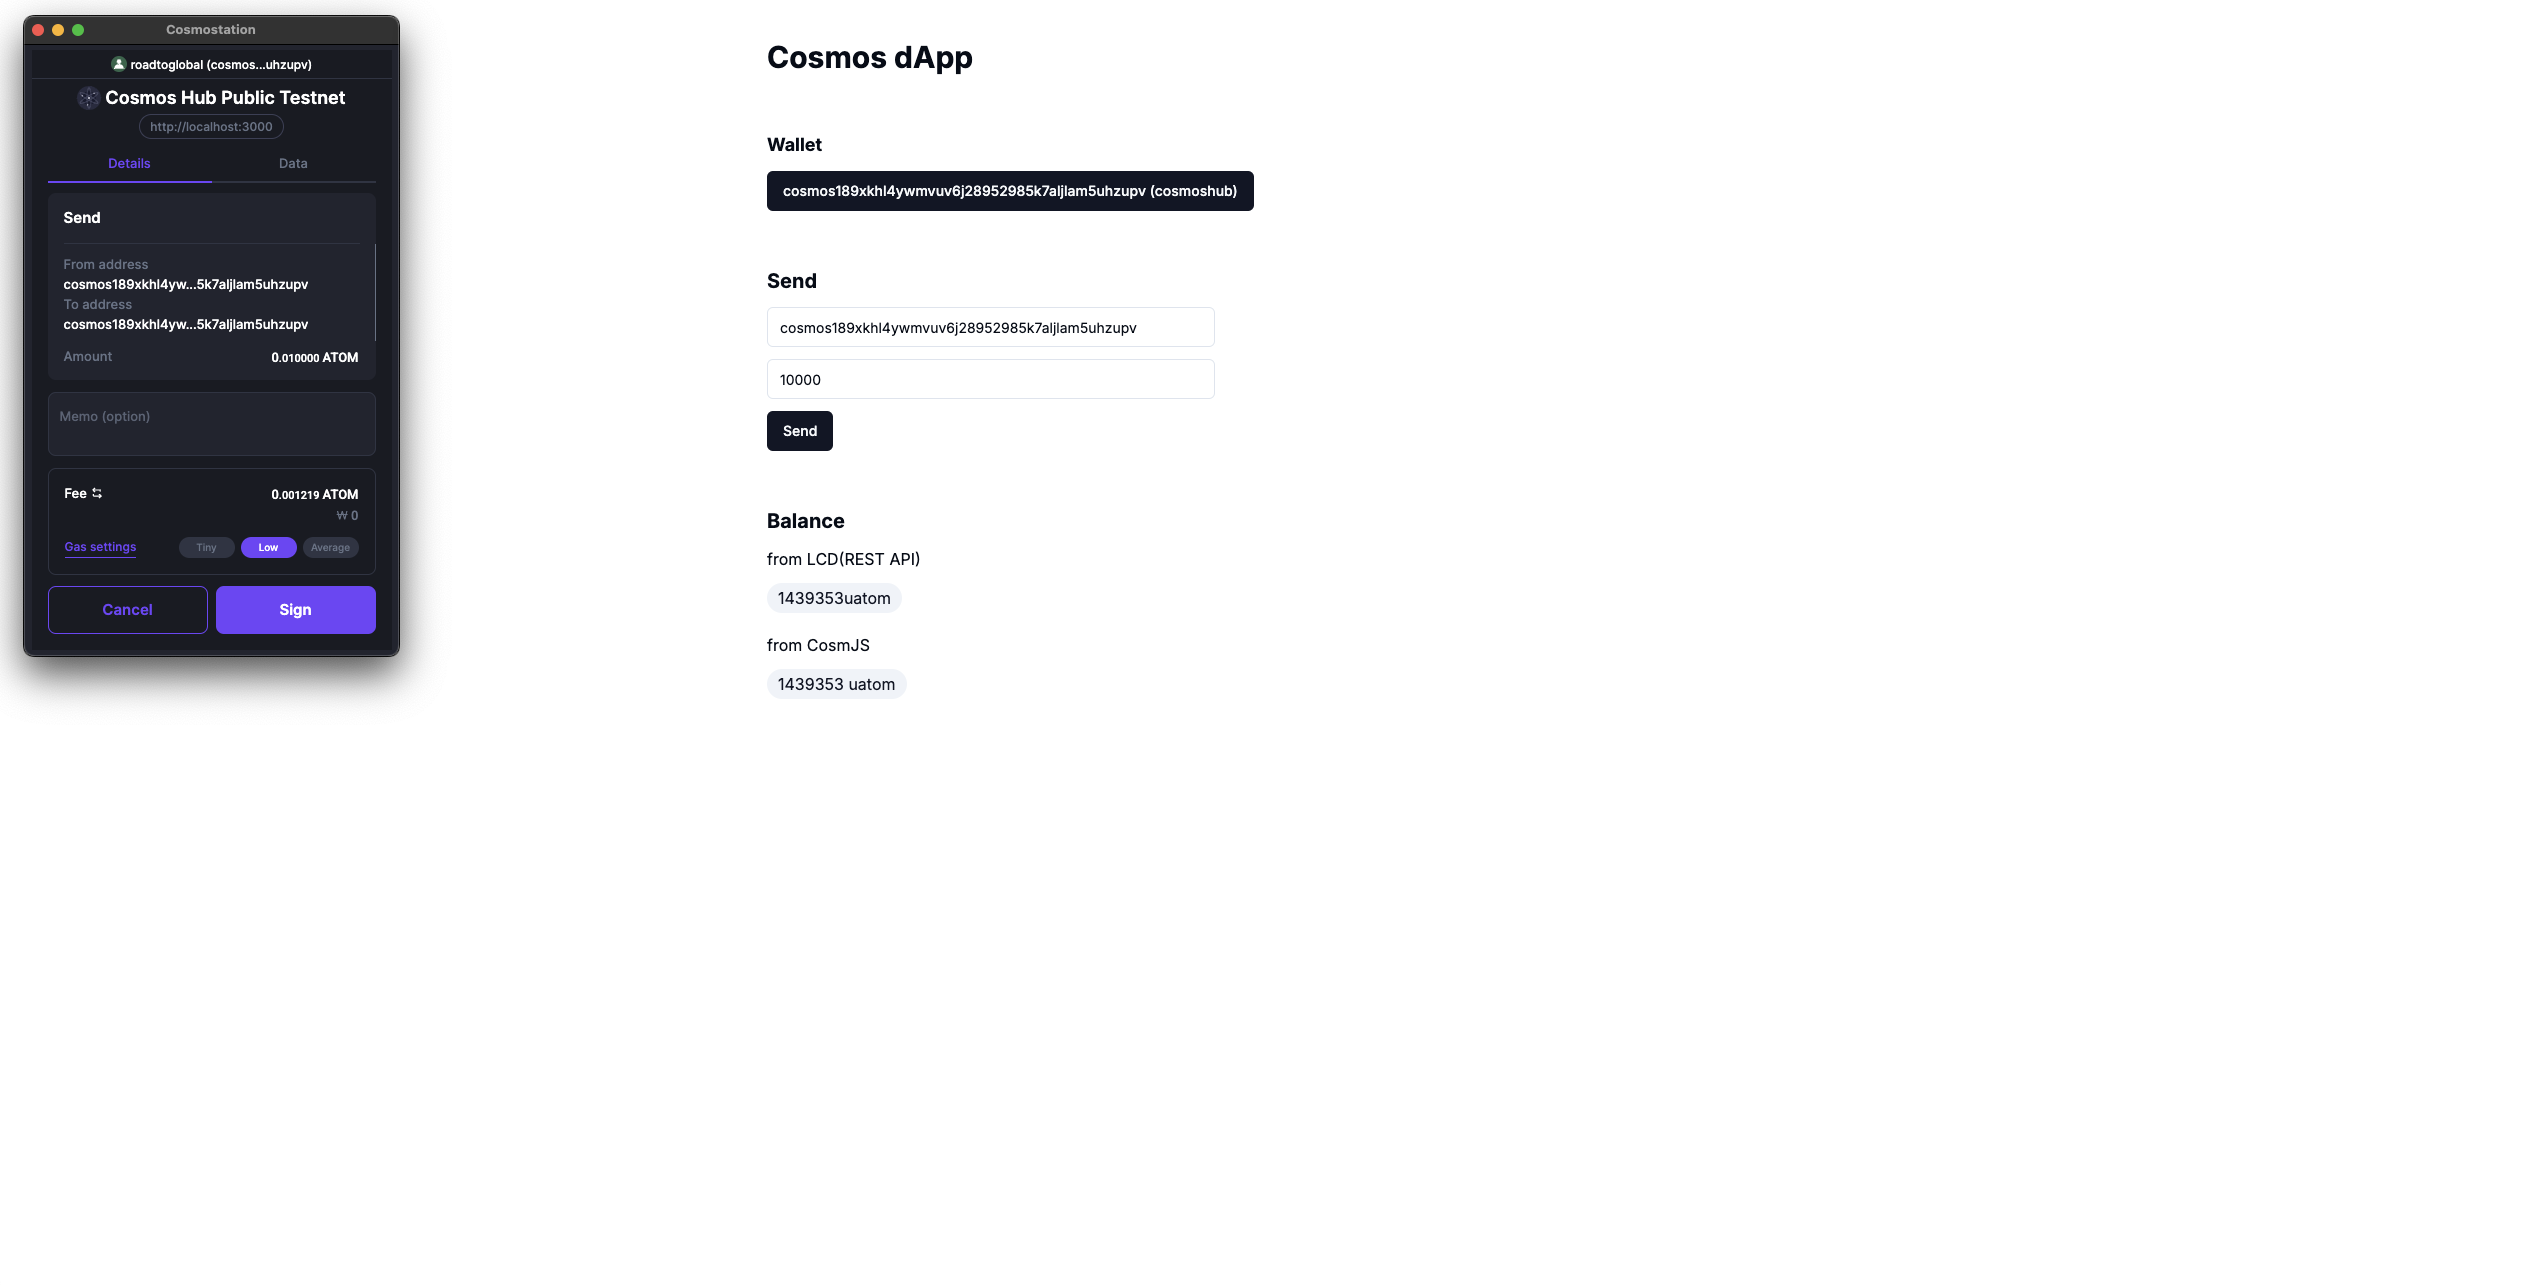 Cosmostation
roadtoglobal (cosmos...uhzupv)
Cosmos Hub Public Testnet
http://localhost:3000
Details
Data
Send
From address
cosmos189xkhl4yw...5k7aljlam5uhzupv
To address
cosmos189xkhl4yw...5k7aljlam5uhzupv
Amount
0.010000 ATOM
Memo (option)
Fee
0.001219 ATOM
₩ 0
Gas settings
Tiny
Low
Average
Cancel
Sign
Cosmos dApp
Wallet
cosmos189xkhl4ywmvuv6j28952985k7aljlam5uhzupv (cosmoshub)
Send
cosmos189xkhl4ywmvuv6j28952985k7aljlam5uhzupv
10000
Send
Balance
from LCD(REST API)
1439353uatom
from CosmJS
1439353 uatom